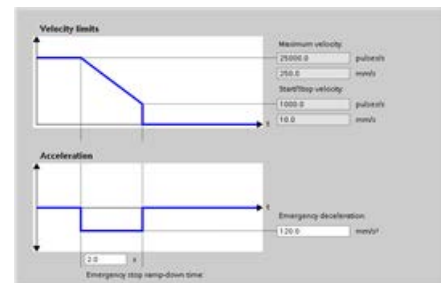 Velocity limits
Maximum velocity:
25000.0 pulses/s
250.0 mm/s
Start/Stop velocity:
1000.0 pulses/s
10.0 mm/s
t
Acceleration
t
Emergency deceleration:
120.0 mm/s²
2.0 s
Emergency stop ramp-down time: